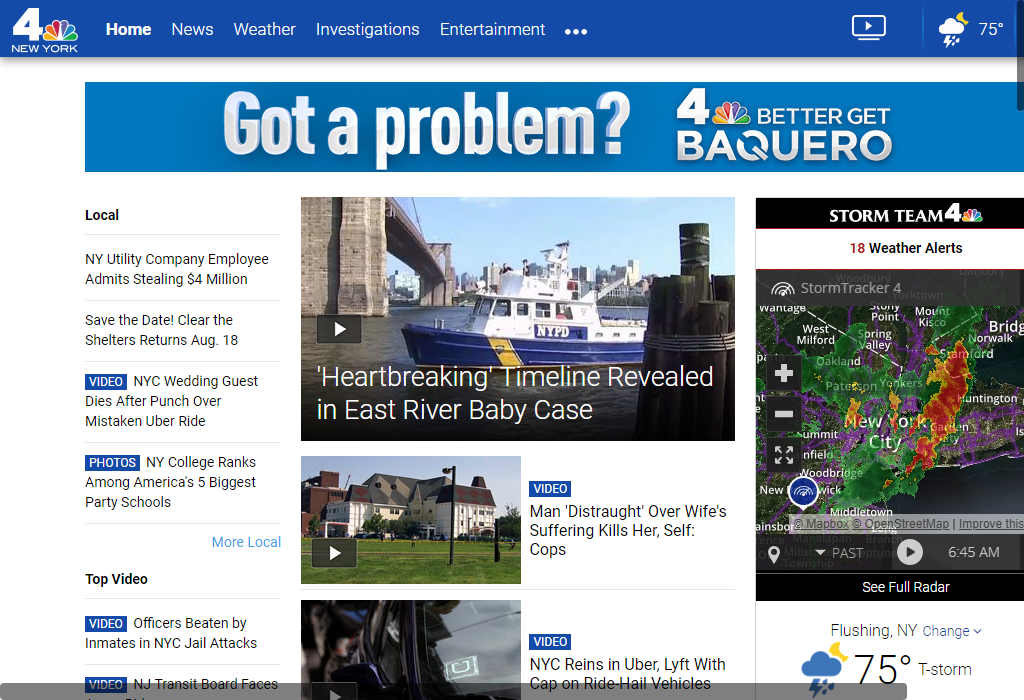 4
NEW YORK
Home News Weather Investigations Entertainment •••
75°
Got a problem?
4 BETTER GET
BAQUERO
Local
NY Utility Company Employee
Admits Stealing $4 Million
Save the Date! Clear the
Shelters Returns Aug. 18
VIDEO NYC Wedding Guest
Dies After Punch Over
Mistaken Uber Ride
PHOTOS NY College Ranks
Among America's 5 Biggest
Party Schools
More Local
Top Video
VIDEO Officers Beaten by
Inmates in NYC Jail Attacks
VIDEO NJ Transit Board Faces
NYPD
'Heartbreaking' Timeline Revealed
in East River Baby Case
VIDEO
Man 'Distraught' Over Wife's
Suffering Kills Her, Self:
Cops
VIDEO
NYC Reins in Uber, Lyft With
Cap on Ride-Hail Vehicles
STORM TEAM 4
18 Weather Alerts
StormTracker 4
Woodbury
Danbury
Yorktown
Wantage
Stony
Point
Mount
Kisco
West
Milford
Spring
Valley
Bridg
Norwalk
Stamford
Oakland
Paterson
Yonkers
Huntington
New York
City
Garden
City
Summit
nfield
Woodbridge
New
wick
Middletown
ainsbor
© Mapbox © OpenStreetMap | Improve this
Manalapan
Township
PAST
6:45 AM
See Full Radar
Flushing, NY Change
75° T-storm